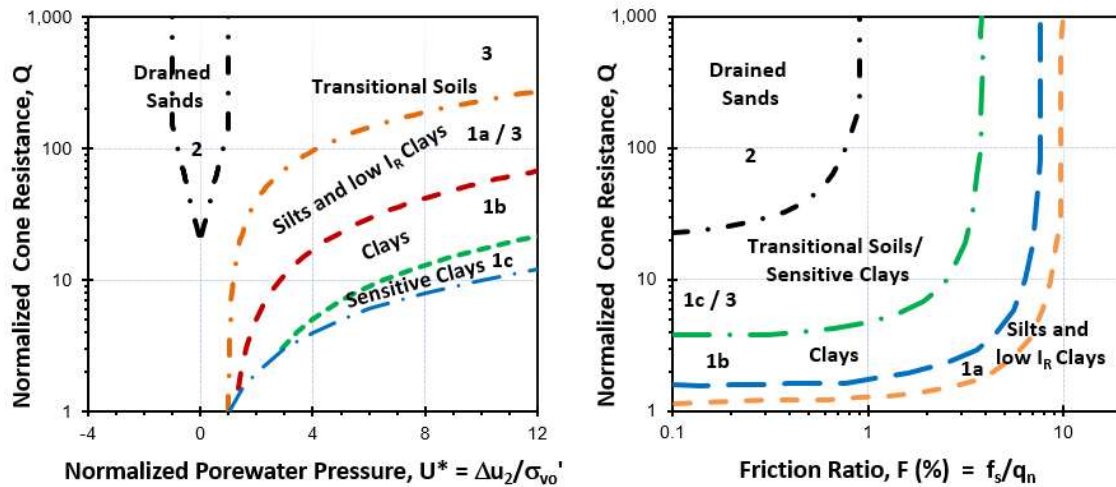 1,000
100
10
1
-4
0
4
8
12
Normalized Cone Resistance, Q
Normalized Porewater Pressure, U* = Δu2/σvo'
Drained
Sands
2
3
Transitional Soils
1a / 3
Silts and low IR Clays
1b
Clays
Sensitive Clays 1c
1,000
100
10
1
0.1
1
10
Normalized Cone Resistance, Q
Friction Ratio, F (%) = fs/qn
Drained
Sands
2
Transitional Soils/
Sensitive Clays
1c / 3
1b
Clays
1a
Silts and
low IR Clays